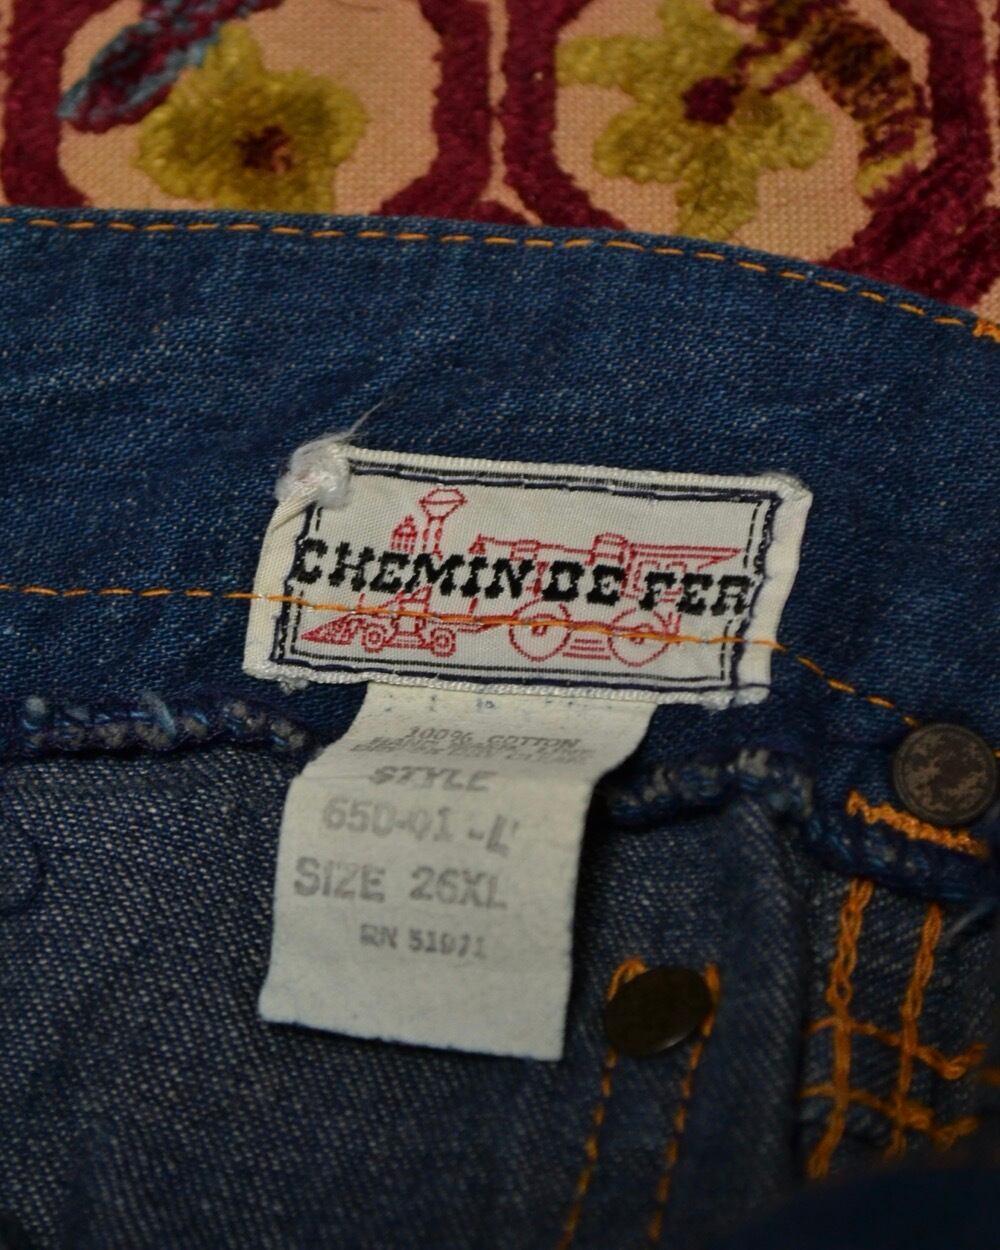 CHEMIN DE FER
100% COTTON
STYLE
650-01-L
SIZE 26XL
RN 51071